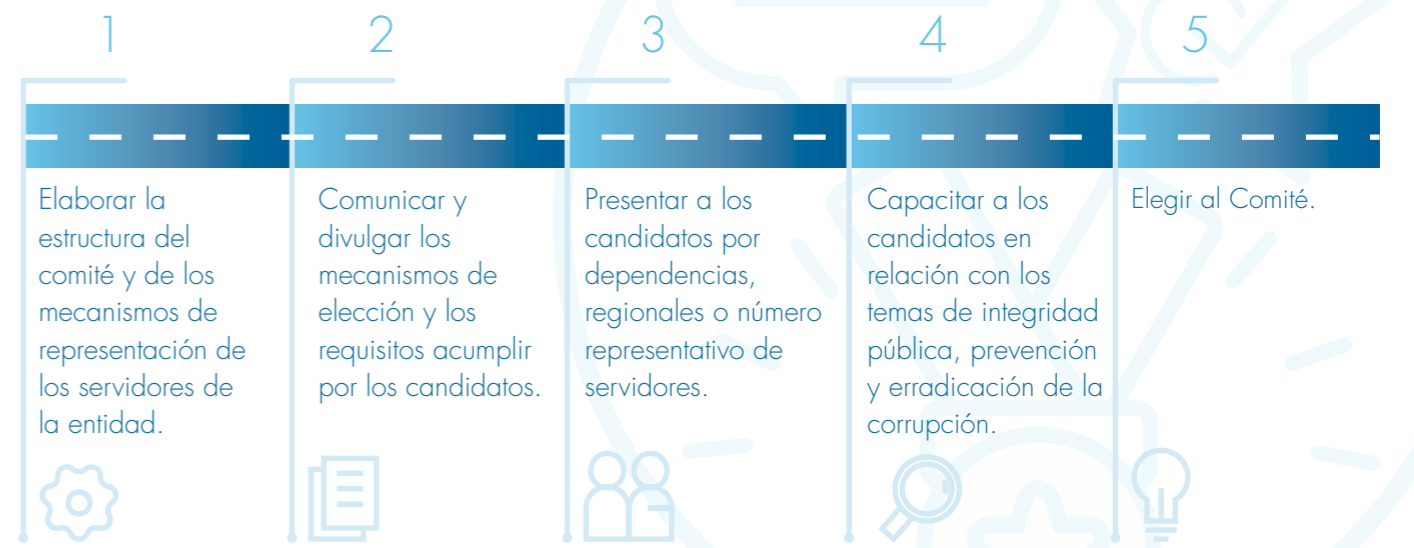 1
Elaborar la
estructura del
comité y de los
mecanismos de
representación de
los servidores de
la entidad.
2
Comunicar y
divulgar los
mecanismos de
elección y los
requisitos acumplir
por los candidatos.
3
Presentar a los
candidatos por
dependencias,
regionales o número
representativo de
servidores.
4
Capacitar a los
candidatos en
relación con los
temas de integridad
pública, prevención
y erradicación de la
corrupción.
5
Elegir al Comité.